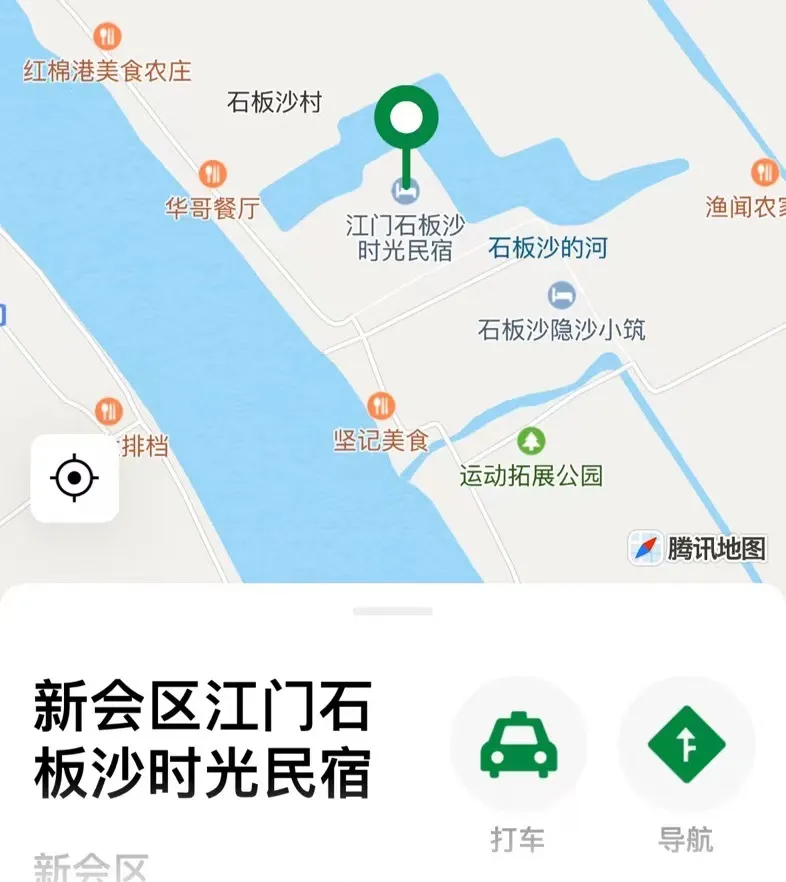 红棉港美食农庄
石板沙村
华哥餐厅
渔闻农家
江门石板沙
时光民宿
石板沙的河
石板沙隐沙小筑
坚记美食
排档
运动拓展公园
腾讯地图
新会区江门石
板沙时光民宿
打车
导航
新会区